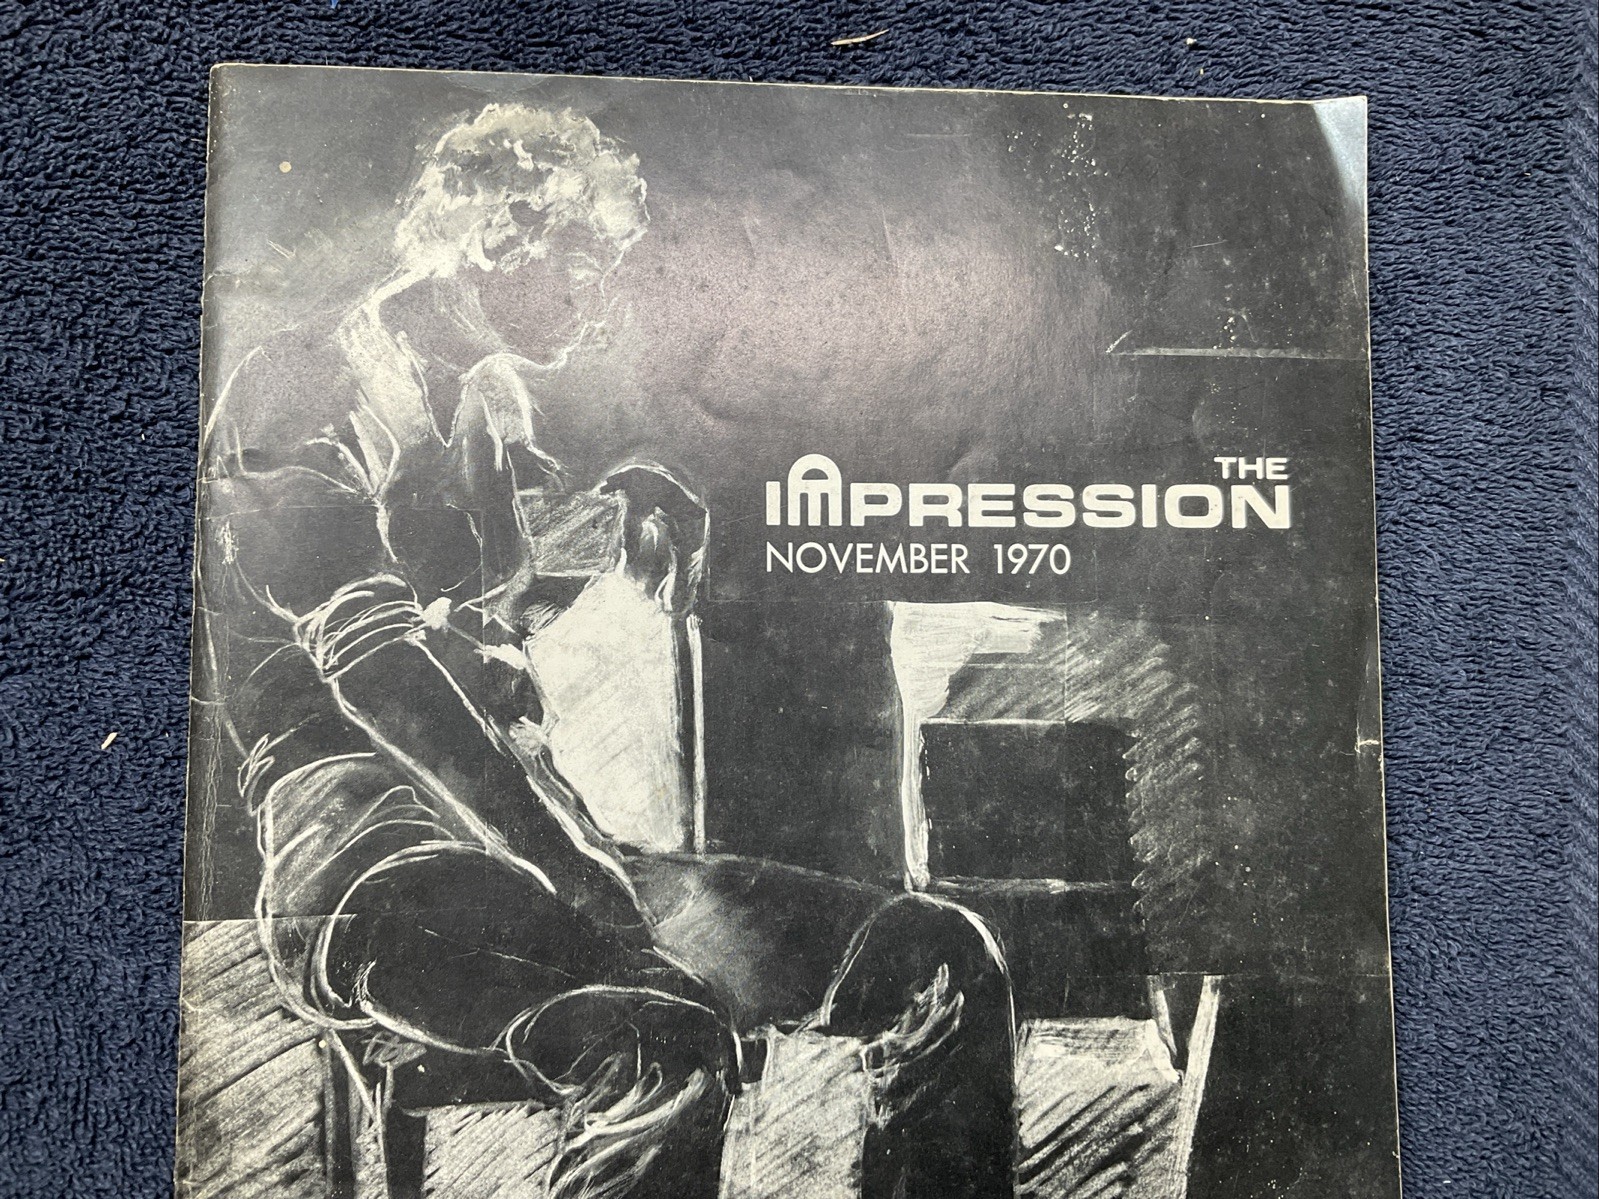 THE
IMPRESSION
NOVEMBER 1970